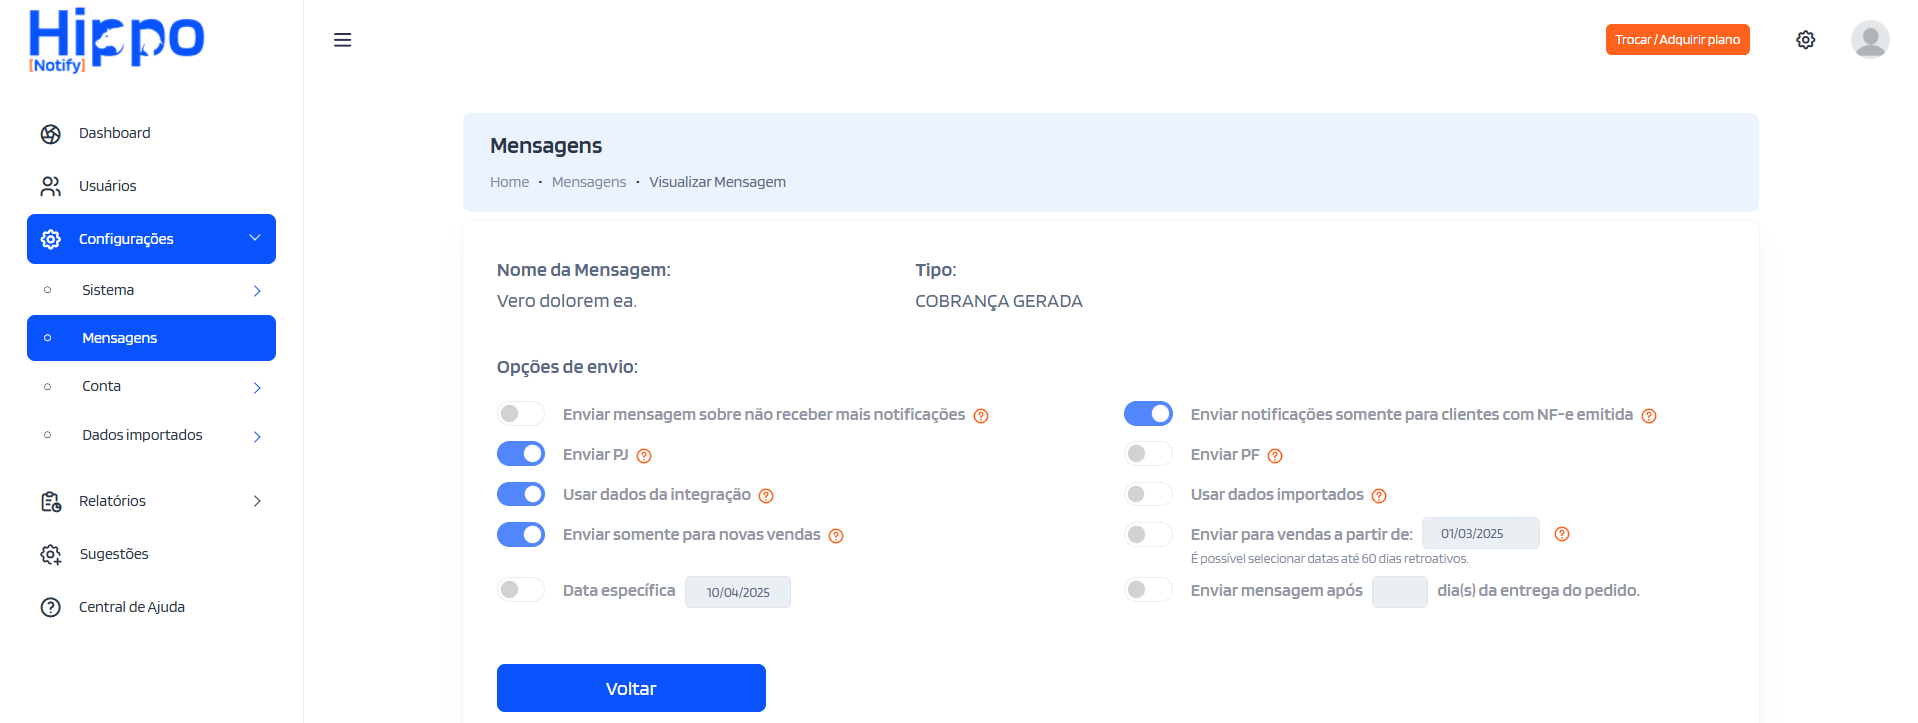 Hippo
[Notify]
Trocar / Adquirir plano
Dashboard
Usuários
Configurações
Sistema
Mensagens
Conta
Dados importados
Relatórios
Sugestões
Central de Ajuda
Mensagens
Home • Mensagens • Visualizar Mensagem
Nome da Mensagem:
Vero dolorem ea.
Tipo:
COBRANÇA GERADA
Opções de envio:
Enviar mensagem sobre não receber mais notificações
Enviar notificações somente para clientes com NF-e emitida
Enviar PJ
Enviar PF
Usar dados da integração
Usar dados importados
Enviar somente para novas vendas
Enviar para vendas a partir de: 01/03/2025
É possível selecionar datas até 60 dias retroativos.
Data específica 10/04/2025
Enviar mensagem após dia(s) da entrega do pedido.
Voltar